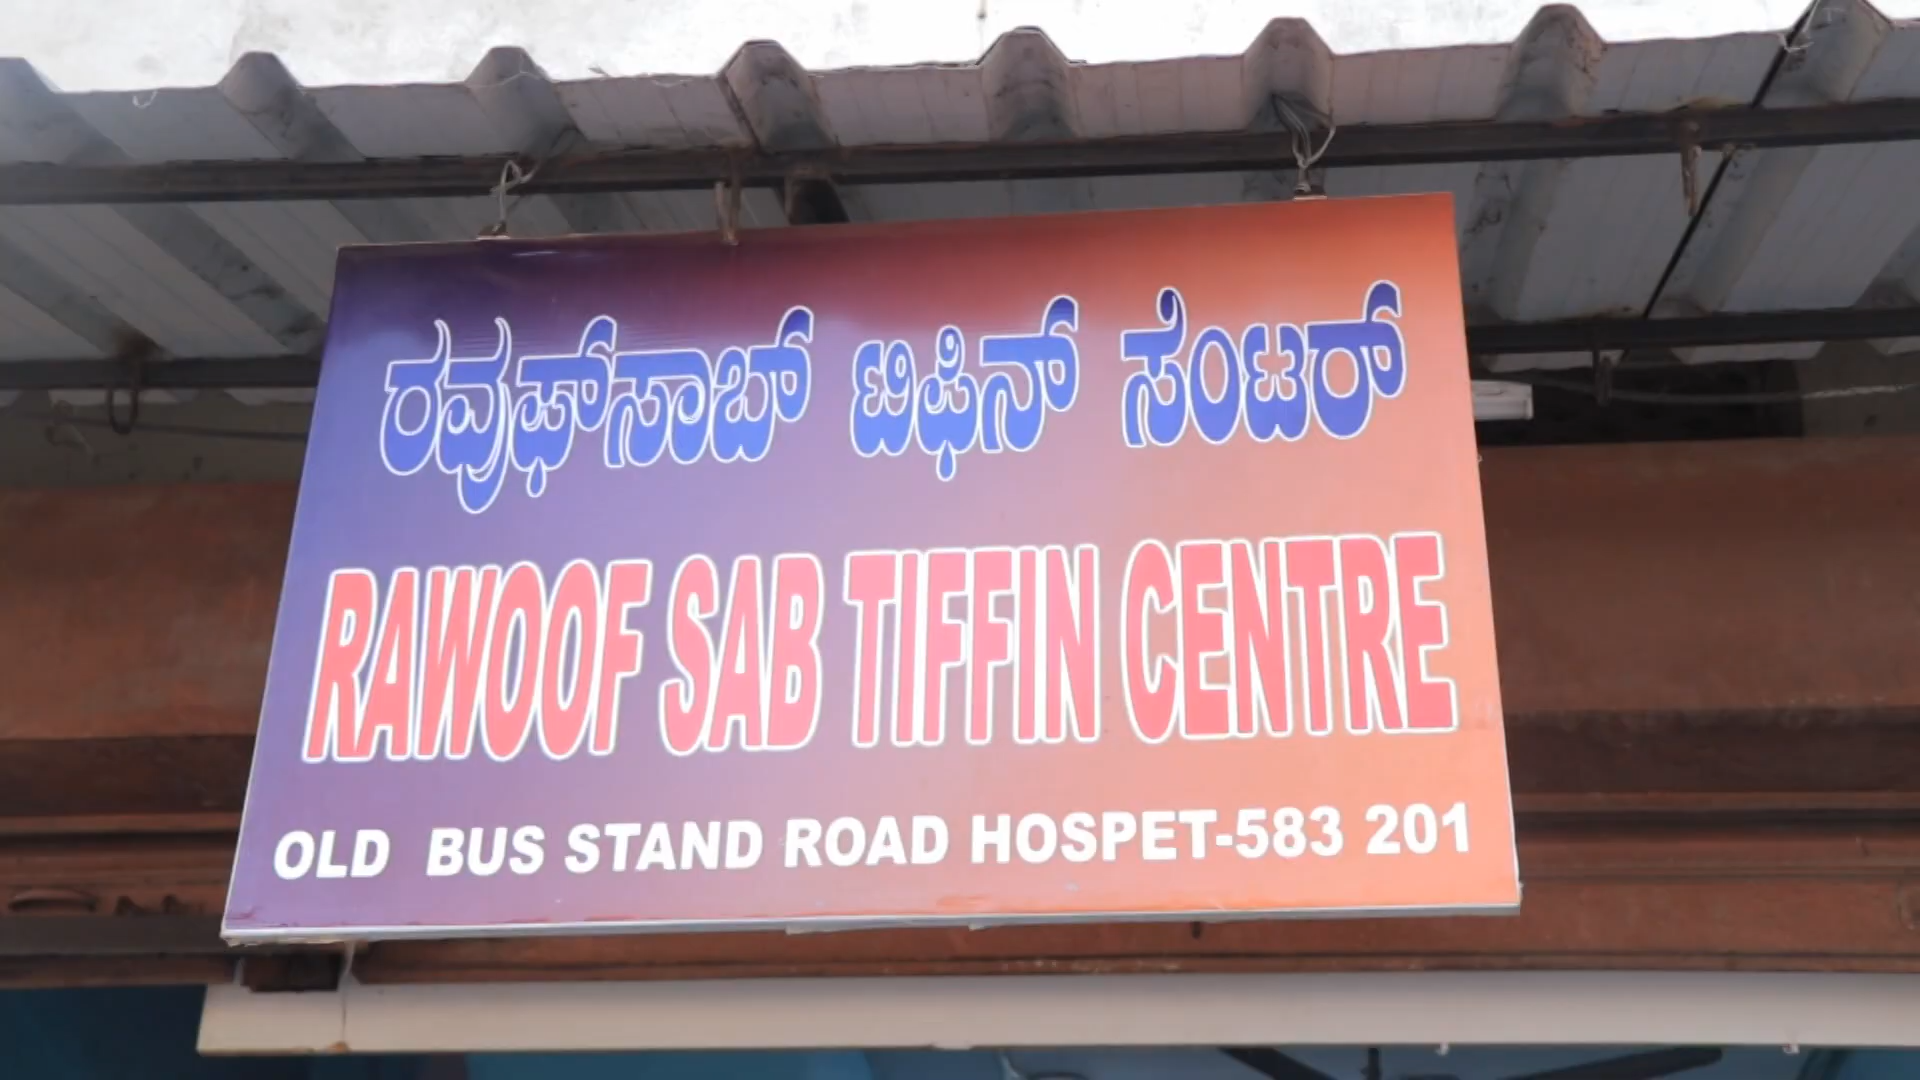 ರವುಫ್‌ಸಾಬ್ ಟಿಫಿನ್ ಸೆಂಟರ್
RAWOOF SAB TIFFIN CENTRE
OLD BUS STAND ROAD HOSPET-583 201